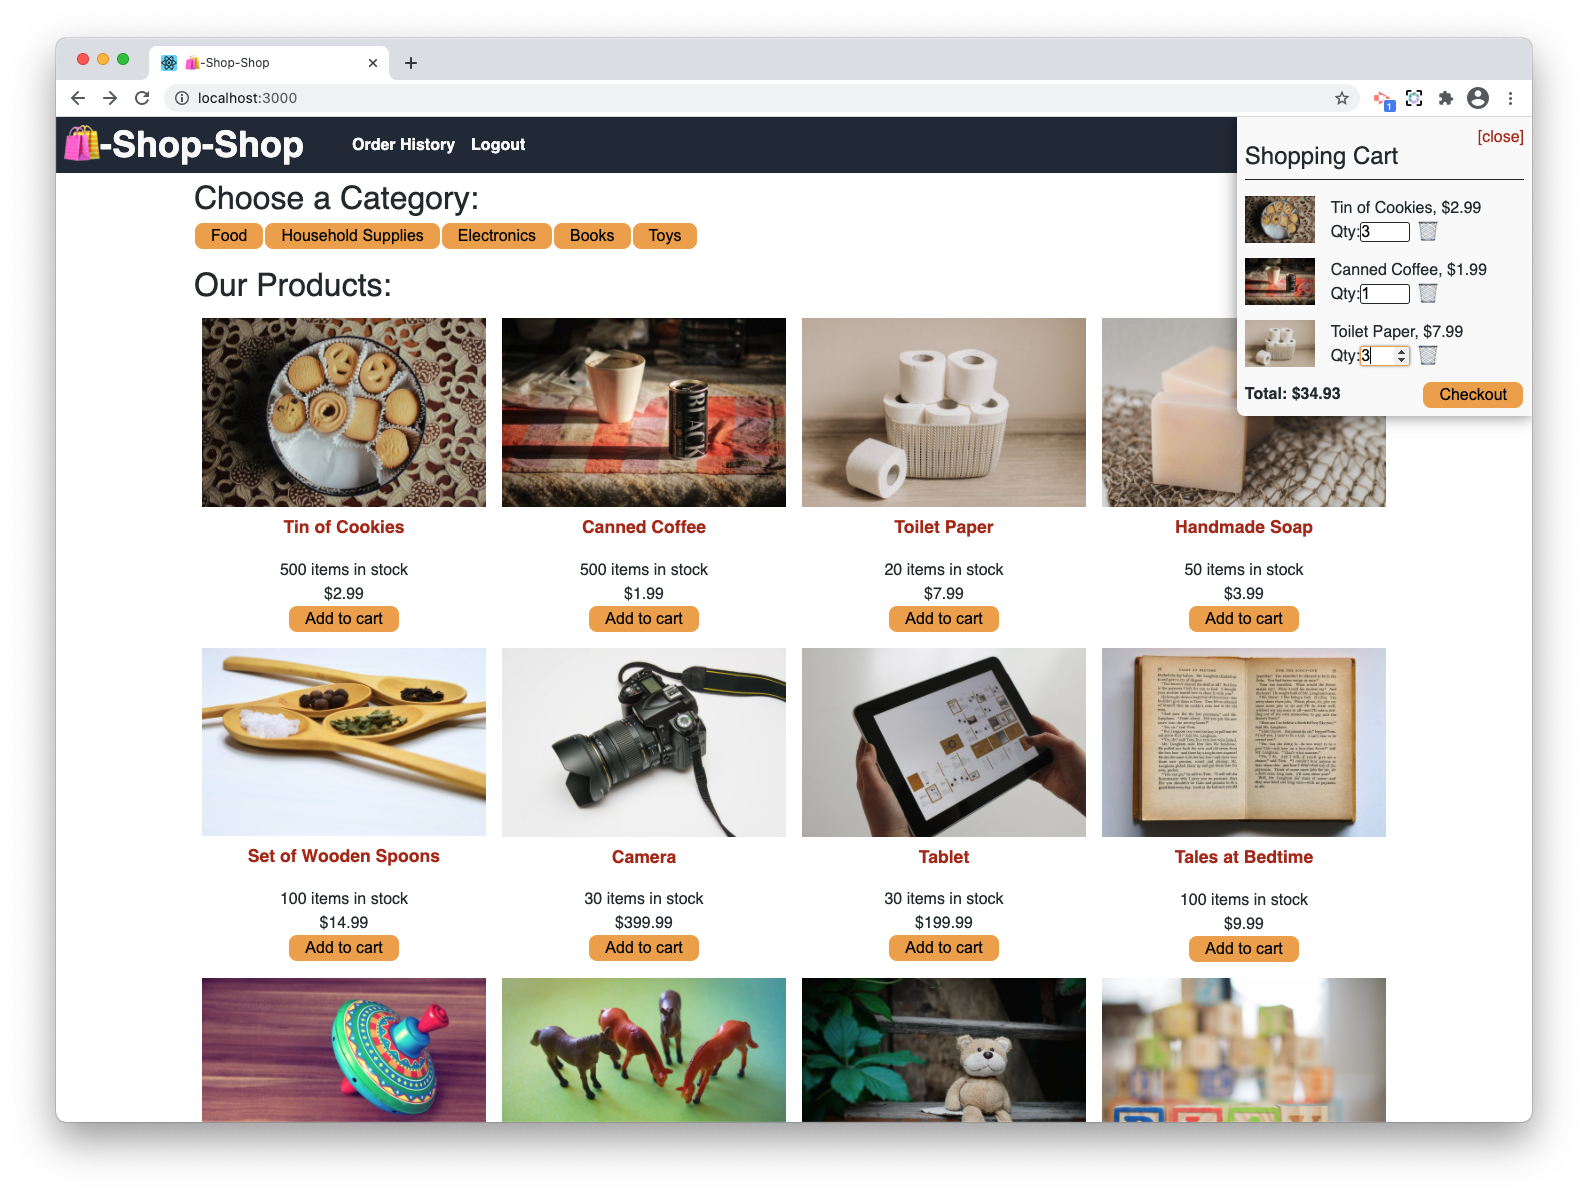 -Shop-Shop
localhost:3000
1
-Shop-Shop
Order History Logout
[close]
Shopping Cart
Tin of Cookies, $2.99
Qty:3
Canned Coffee, $1.99
Qty:1
Toilet Paper, $7.99
Qty:3
Total: $34.93
Checkout
Choose a Category:
Food Household Supplies Electronics Books Toys
Our Products:
BLACK
Tin of Cookies
500 items in stock
$2.99
Add to cart
Canned Coffee
500 items in stock
$1.99
Add to cart
Toilet Paper
20 items in stock
$7.99
Add to cart
Handmade Soap
50 items in stock
$3.99
Add to cart
Set of Wooden Spoons
100 items in stock
$14.99
Add to cart
Camera
30 items in stock
$399.99
Add to cart
Tablet
30 items in stock
$199.99
Add to cart
Tales at Bedtime
100 items in stock
$9.99
Add to cart